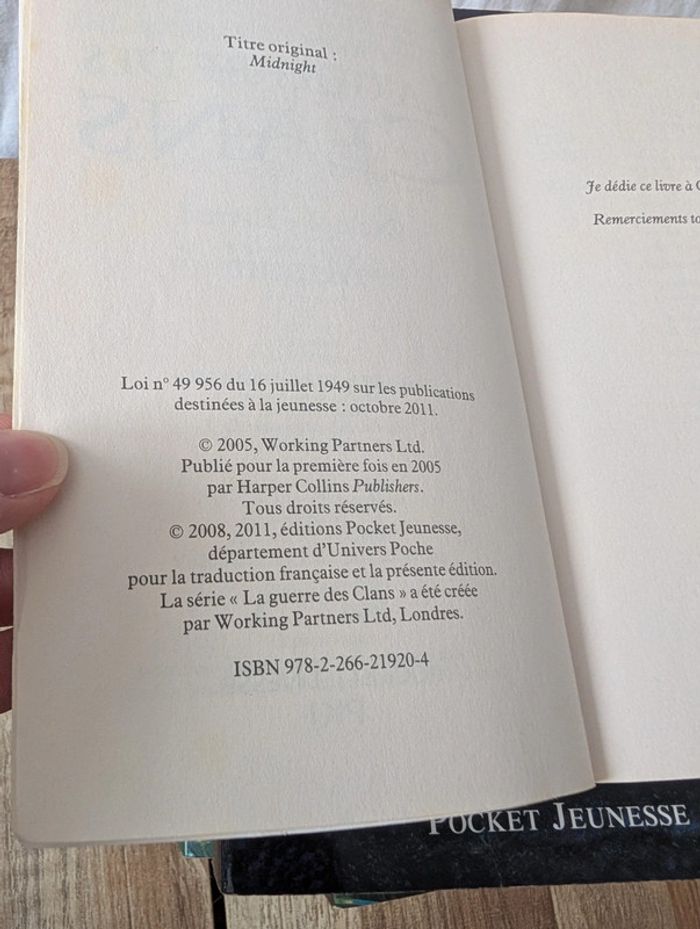 Titre original :
Midnight
Loi n° 49 956 du 16 juillet 1949 sur les publications
destinées à la jeunesse : octobre 2011.
© 2005, Working Partners Ltd.
Publié pour la première fois en 2005
par Harper Collins Publishers.
Tous droits réservés.
© 2008, 2011, éditions Pocket Jeunesse,
département d'Univers Poche
pour la traduction française et la présente édition.
La série « La guerre des Clans » a été créée
par Working Partners Ltd, Londres.
ISBN 978-2-266-21920-4
Je dédie ce livre à
Remerciements
POCKET JEUNESSE